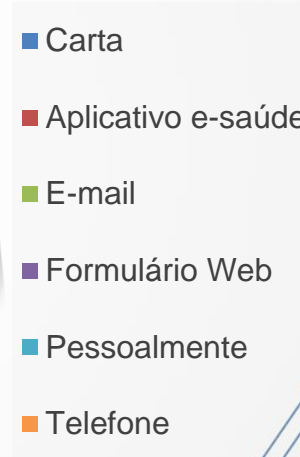 Carta
Aplicativo e-saúde
E-mail
Formulário Web
Pessoalmente
Telefone